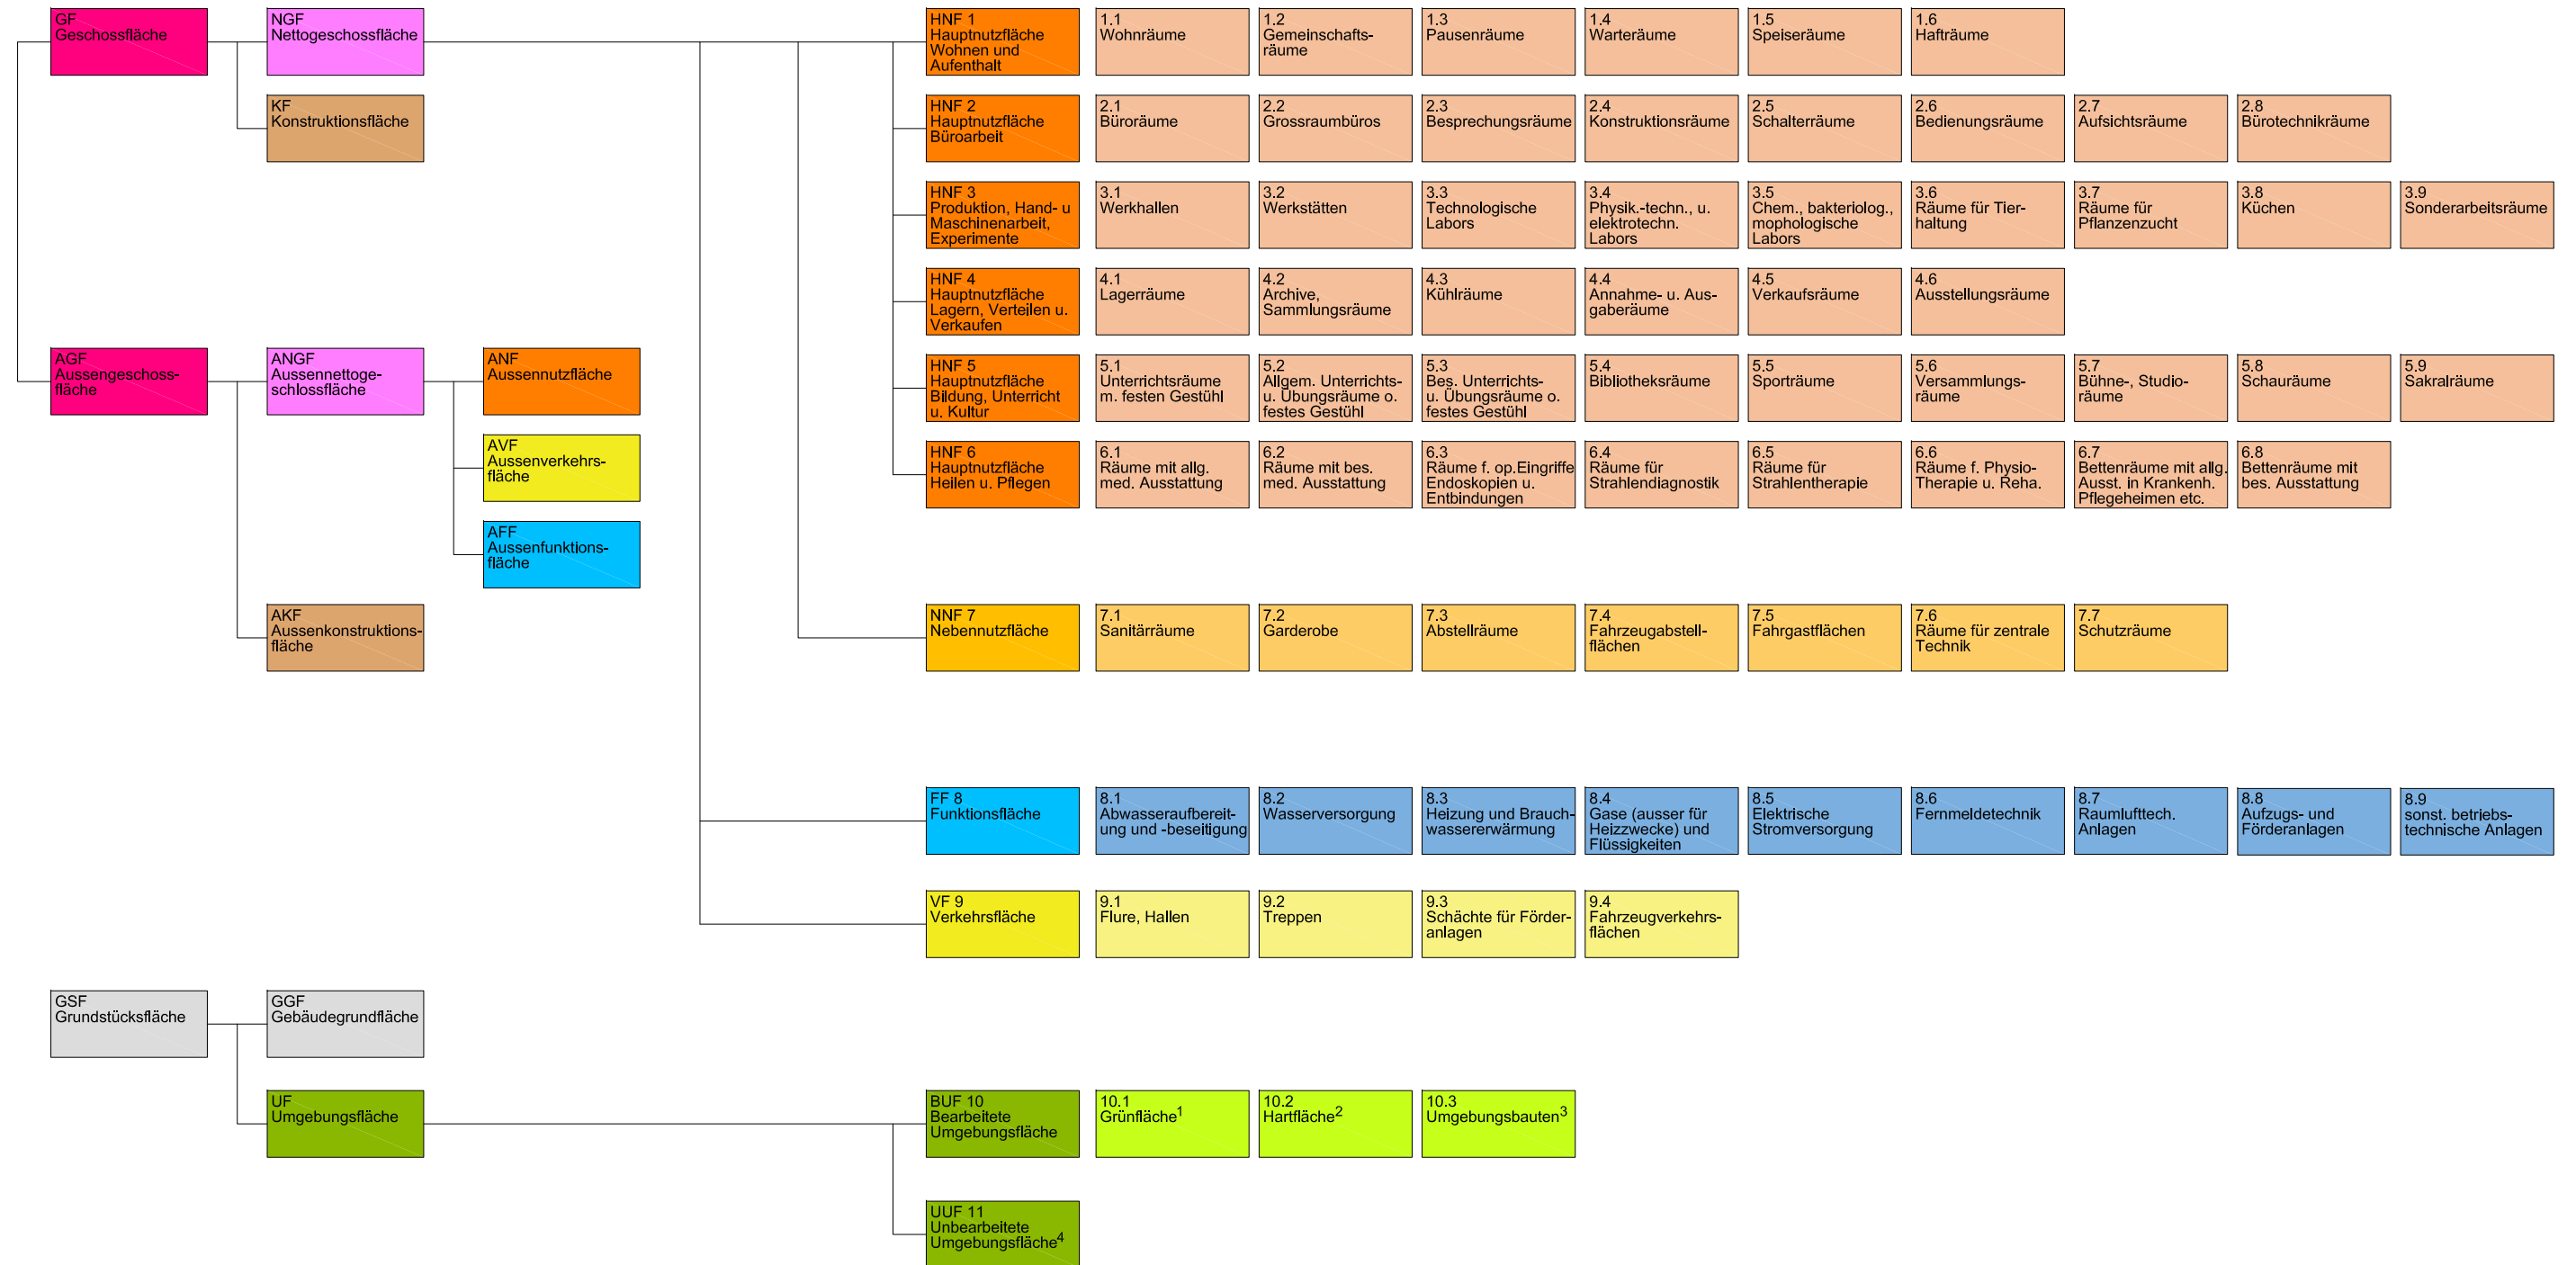 GF
Geschossfläche
NGF
Nettogeschossfläche
HNF 1
Hauptnutzfläche
Wohnen und
Aufenthalt
1.1
Wohnräume
1.2
Gemeinschafts-
räume
1.3
Pausenräume
1.4
Warteräume
1.5
Speiseräume
1.6
Hafträume
KF
Konstruktionsfläche
HNF 2
Hauptnutzfläche
Büroarbeit
2.1
Büroräume
2.2
Grossraumbüros
2.3
Besprechungsräume
2.4
Konstruktionsräume
2.5
Schalterräume
2.6
Bedienungsräume
2.7
Aufsichtsräume
2.8
Bürotechnikräume
HNF 3
Produktion, Hand- u
Maschinenarbeit,
Experimente
3.1
Werkhallen
3.2
Werkstätten
3.3
Technologische
Labors
3.4
Physik.-techn., u.
elektrotechn.
Labors
3.5
Chem., bakteriolog.,
mophologische
Labors
3.6
Räume für Tier-
haltung
3.7
Räume für
Pflanzenzucht
3.8
Küchen
3.9
Sonderarbeitsräume
HNF 4
Hauptnutzfläche
Lagern, Verteilen u.
Verkaufen
4.1
Lagerräume
4.2
Archive,
Sammlungsräume
4.3
Kühlräume
4.4
Annahme- u. Aus-
gaberäume
4.5
Verkaufsräume
4.6
Ausstellungsräume
AGF
Aussengeschoss-
fläche
ANGF
Aussennettoge-
schlossfläche
ANF
Aussennutzfläche
HNF 5
Hauptnutzfläche
Bildung, Unterricht
u. Kultur
5.1
Unterrichtsräume
m. festen Gestühl
5.2
Allgem. Unterrichts-
u. Übungsräume o.
festes Gestühl
5.3
Bes. Unterrichts-
u. Übungsräume o.
festes Gestühl
5.4
Bibliotheksräume
5.5
Sporträume
5.6
Versammlungs-
räume
5.7
Bühne-, Studio-
räume
5.8
Schauräume
5.9
Sakralräume
AVF
Aussenverkehrs-
fläche
HNF 6
Hauptnutzfläche
Heilen u. Pflegen
6.1
Räume mit allg.
med. Ausstattung
6.2
Räume mit bes.
med. Ausstattung
6.3
Räume f. op.Eingriffe
Endoskopien u.
Entbindungen
6.4
Räume für
Strahlendiagnostik
6.5
Räume für
Strahlentherapie
6.6
Räume f. Physio-
Therapie u. Reha.
6.7
Bettenräume mit allg.
Ausst. in Krankenh.
Pflegeheimen etc.
6.8
Bettenräume mit
bes. Ausstattung
AFF
Aussenfunktions-
fläche
AKF
Aussenkonstruktions-
fläche
NNF 7
Nebennutzfläche
7.1
Sanitärräume
7.2
Garderobe
7.3
Abstellräume
7.4
Fahrzeugabstell-
flächen
7.5
Fahrgastflächen
7.6
Räume für zentrale
Technik
7.7
Schutzräume
FF 8
Funktionsfläche
8.1
Abwasseraufbereit-
ung und -beseitigung
8.2
Wasserversorgung
8.3
Heizung und Brauch-
wassererwärmung
8.4
Gase (ausser für
Heizzwecke) und
Flüssigkeiten
8.5
Elektrische
Stromversorgung
8.6
Fernmeldetechnik
8.7
Raumlufttech.
Anlagen
8.8
Aufzugs- und
Förderanlagen
8.9
sonst. betriebs-
technische Anlagen
VF 9
Verkehrsfläche
9.1
Flure, Hallen
9.2
Treppen
9.3
Schächte für Förder-
anlagen
9.4
Fahrzeugverkehrs-
flächen
GSF
Grundstücksfläche
GGF
Gebäudegrundfläche
UF
Umgebungsfläche
BUF 10
Bearbeitete
Umgebungsfläche
10.1
Grünfläche¹
10.2
Hartfläche²
10.3
Umgebungsbauten³
UUF 11
Unbearbeitete
Umgebungsfläche⁴